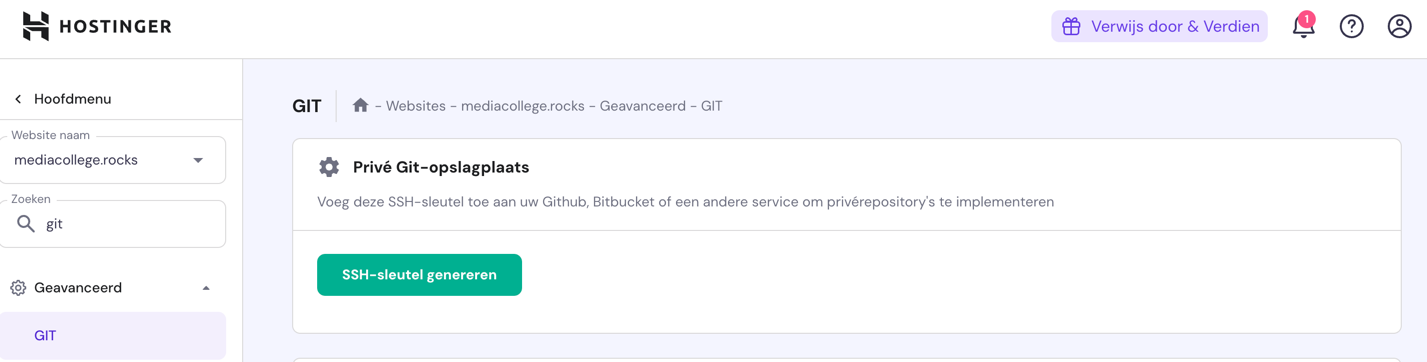 HOSTINGER
Verwijs door & Verdien
1
Hoofdmenu
Website naam
mediacollege.rocks
Zoeken
git
Geavanceerd
GIT
GIT
- Websites - mediacollege.rocks - Geavanceerd - GIT
Privé Git-opslagplaats
Voeg deze SSH-sleutel toe aan uw Github, Bitbucket of een andere service om privérepository's te implementeren
SSH-sleutel genereren